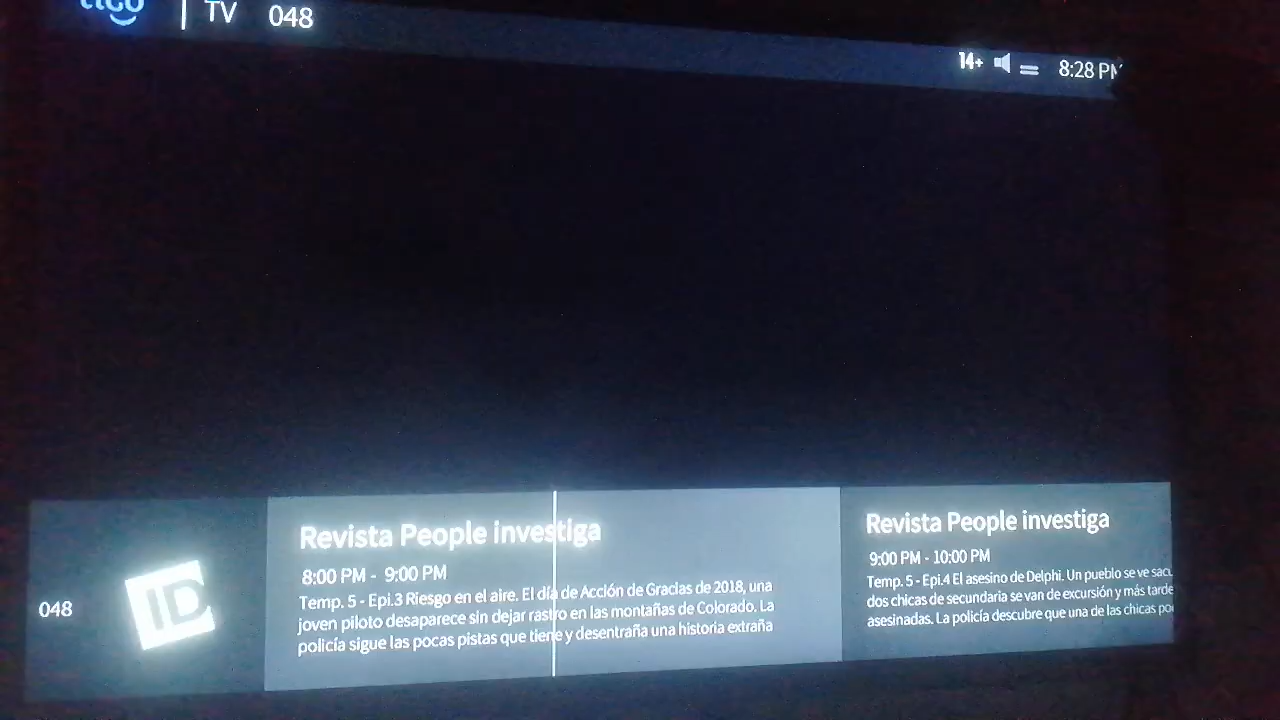 tigo | TV 048
14+ 8:28 PM
048
ID
Revista People investiga
8:00 PM - 9:00 PM
Temp. 5 - Epi.3 Riesgo en el aire. El día de Acción de Gracias de 2018, una
joven piloto desaparece sin dejar rastro en las montañas de Colorado. La
policía sigue las pocas pistas que tiene y desentraña una historia extraña
Revista People investiga
9:00 PM - 10:00 PM
Temp. 5 - Epi.4 El asesino de Delphi. Un pueblo se ve
dos chicas de secundaria se van de excursión y más tarde
asesinadas. La policía descubre que una de las chicas